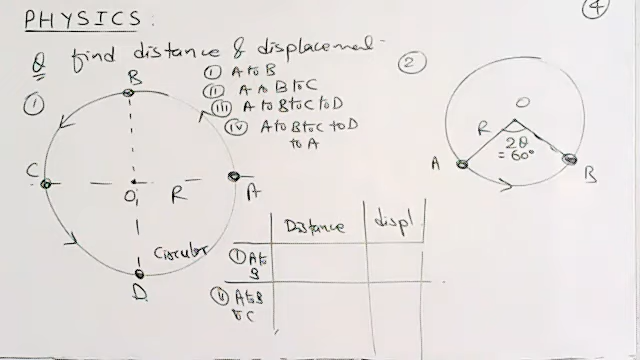 PHYSICS:
4
Q find distance & displacement-
① A to B
② A to B to C
③ A to B to C to D
④ A to B to C to D
to A
①
B
C
O
R
A
D
Circular
②
O
R
2θ
= 60°
A
B
Distance
displ.
① A to
B
② A to B
to C